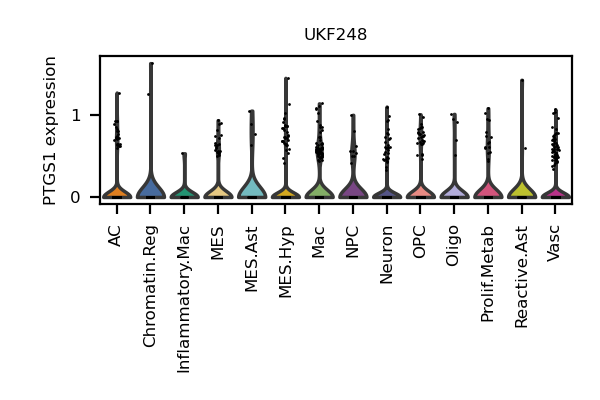 UKF248
PTGS1 expression
1
0
AC
Chromatin.Reg
Inflammatory.Mac
MES
MES.Ast
MES.Hyp
Mac
NPC
Neuron
OPC
Oligo
Prolif.Metab
Reactive.Ast
Vasc